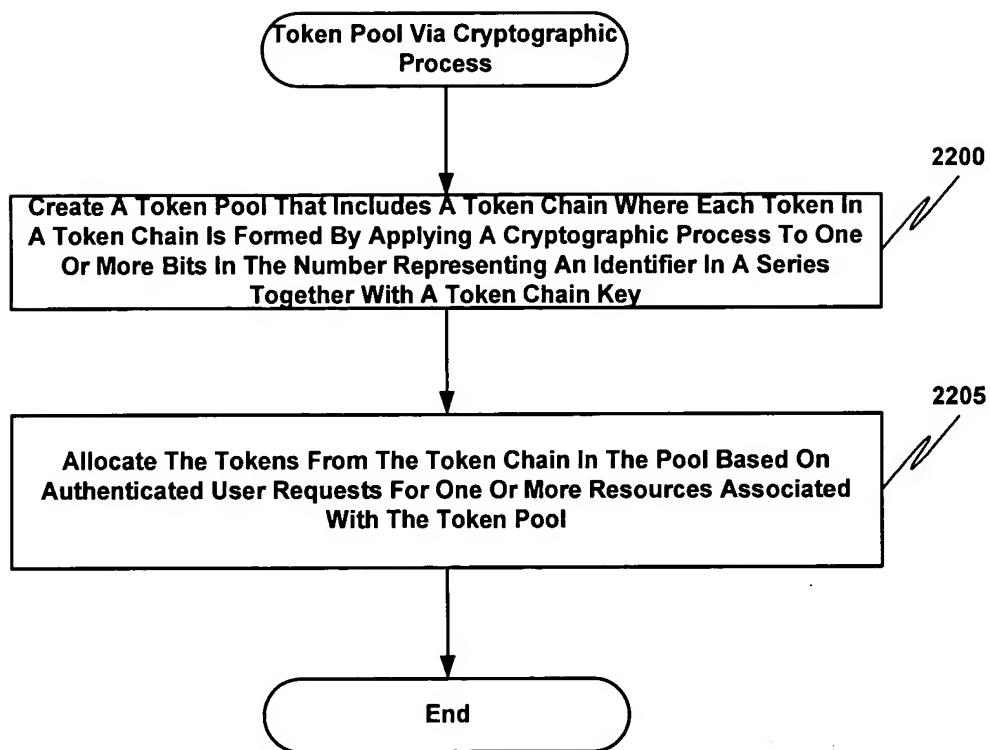 Token Pool Via Cryptographic
Process
2200
Create A Token Pool That Includes A Token Chain Where Each Token In
A Token Chain Is Formed By Applying A Cryptographic Process To One
Or More Bits In The Number Representing An Identifier In A Series
Together With A Token Chain Key
2205
Allocate The Tokens From The Token Chain In The Pool Based On
Authenticated User Requests For One Or More Resources Associated
With The Token Pool
End